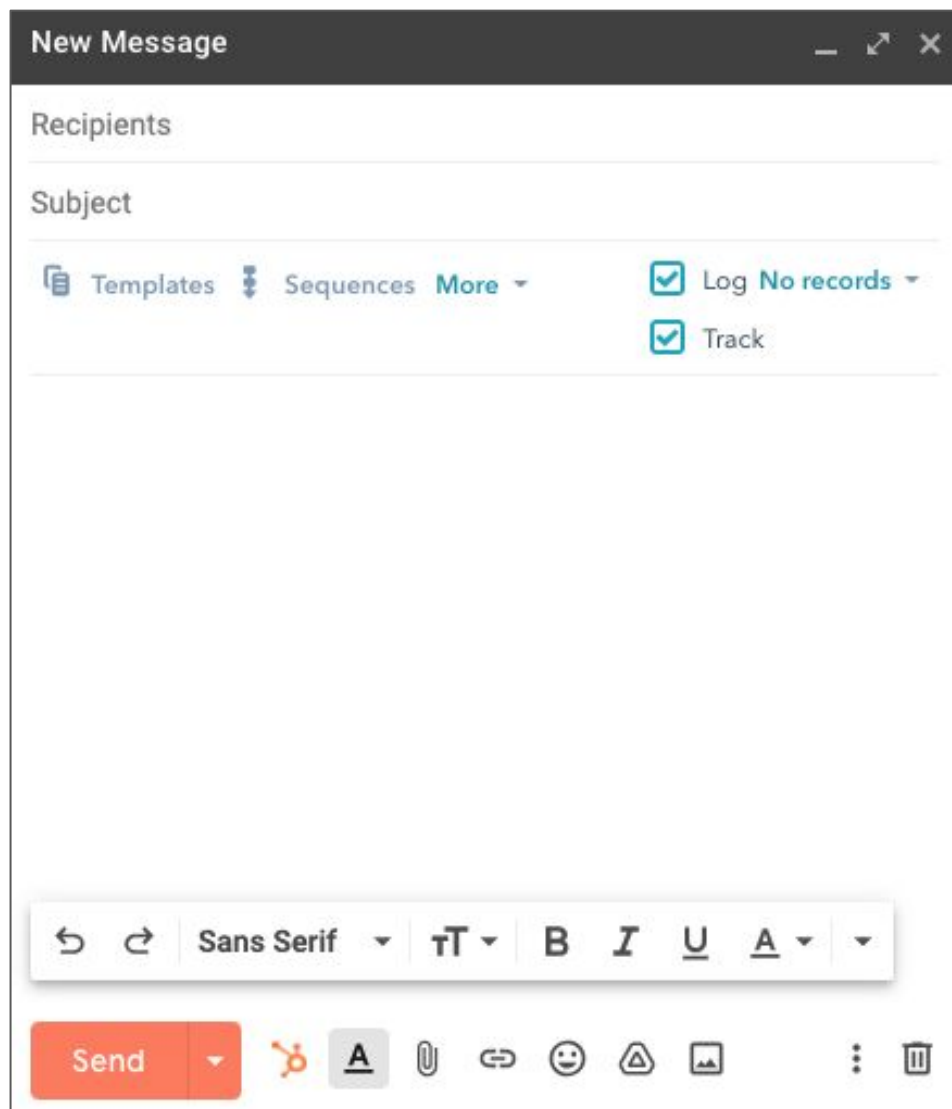 New Message
Recipients
Subject
Templates Sequences More Log No records
Track
Sans Serif
Send